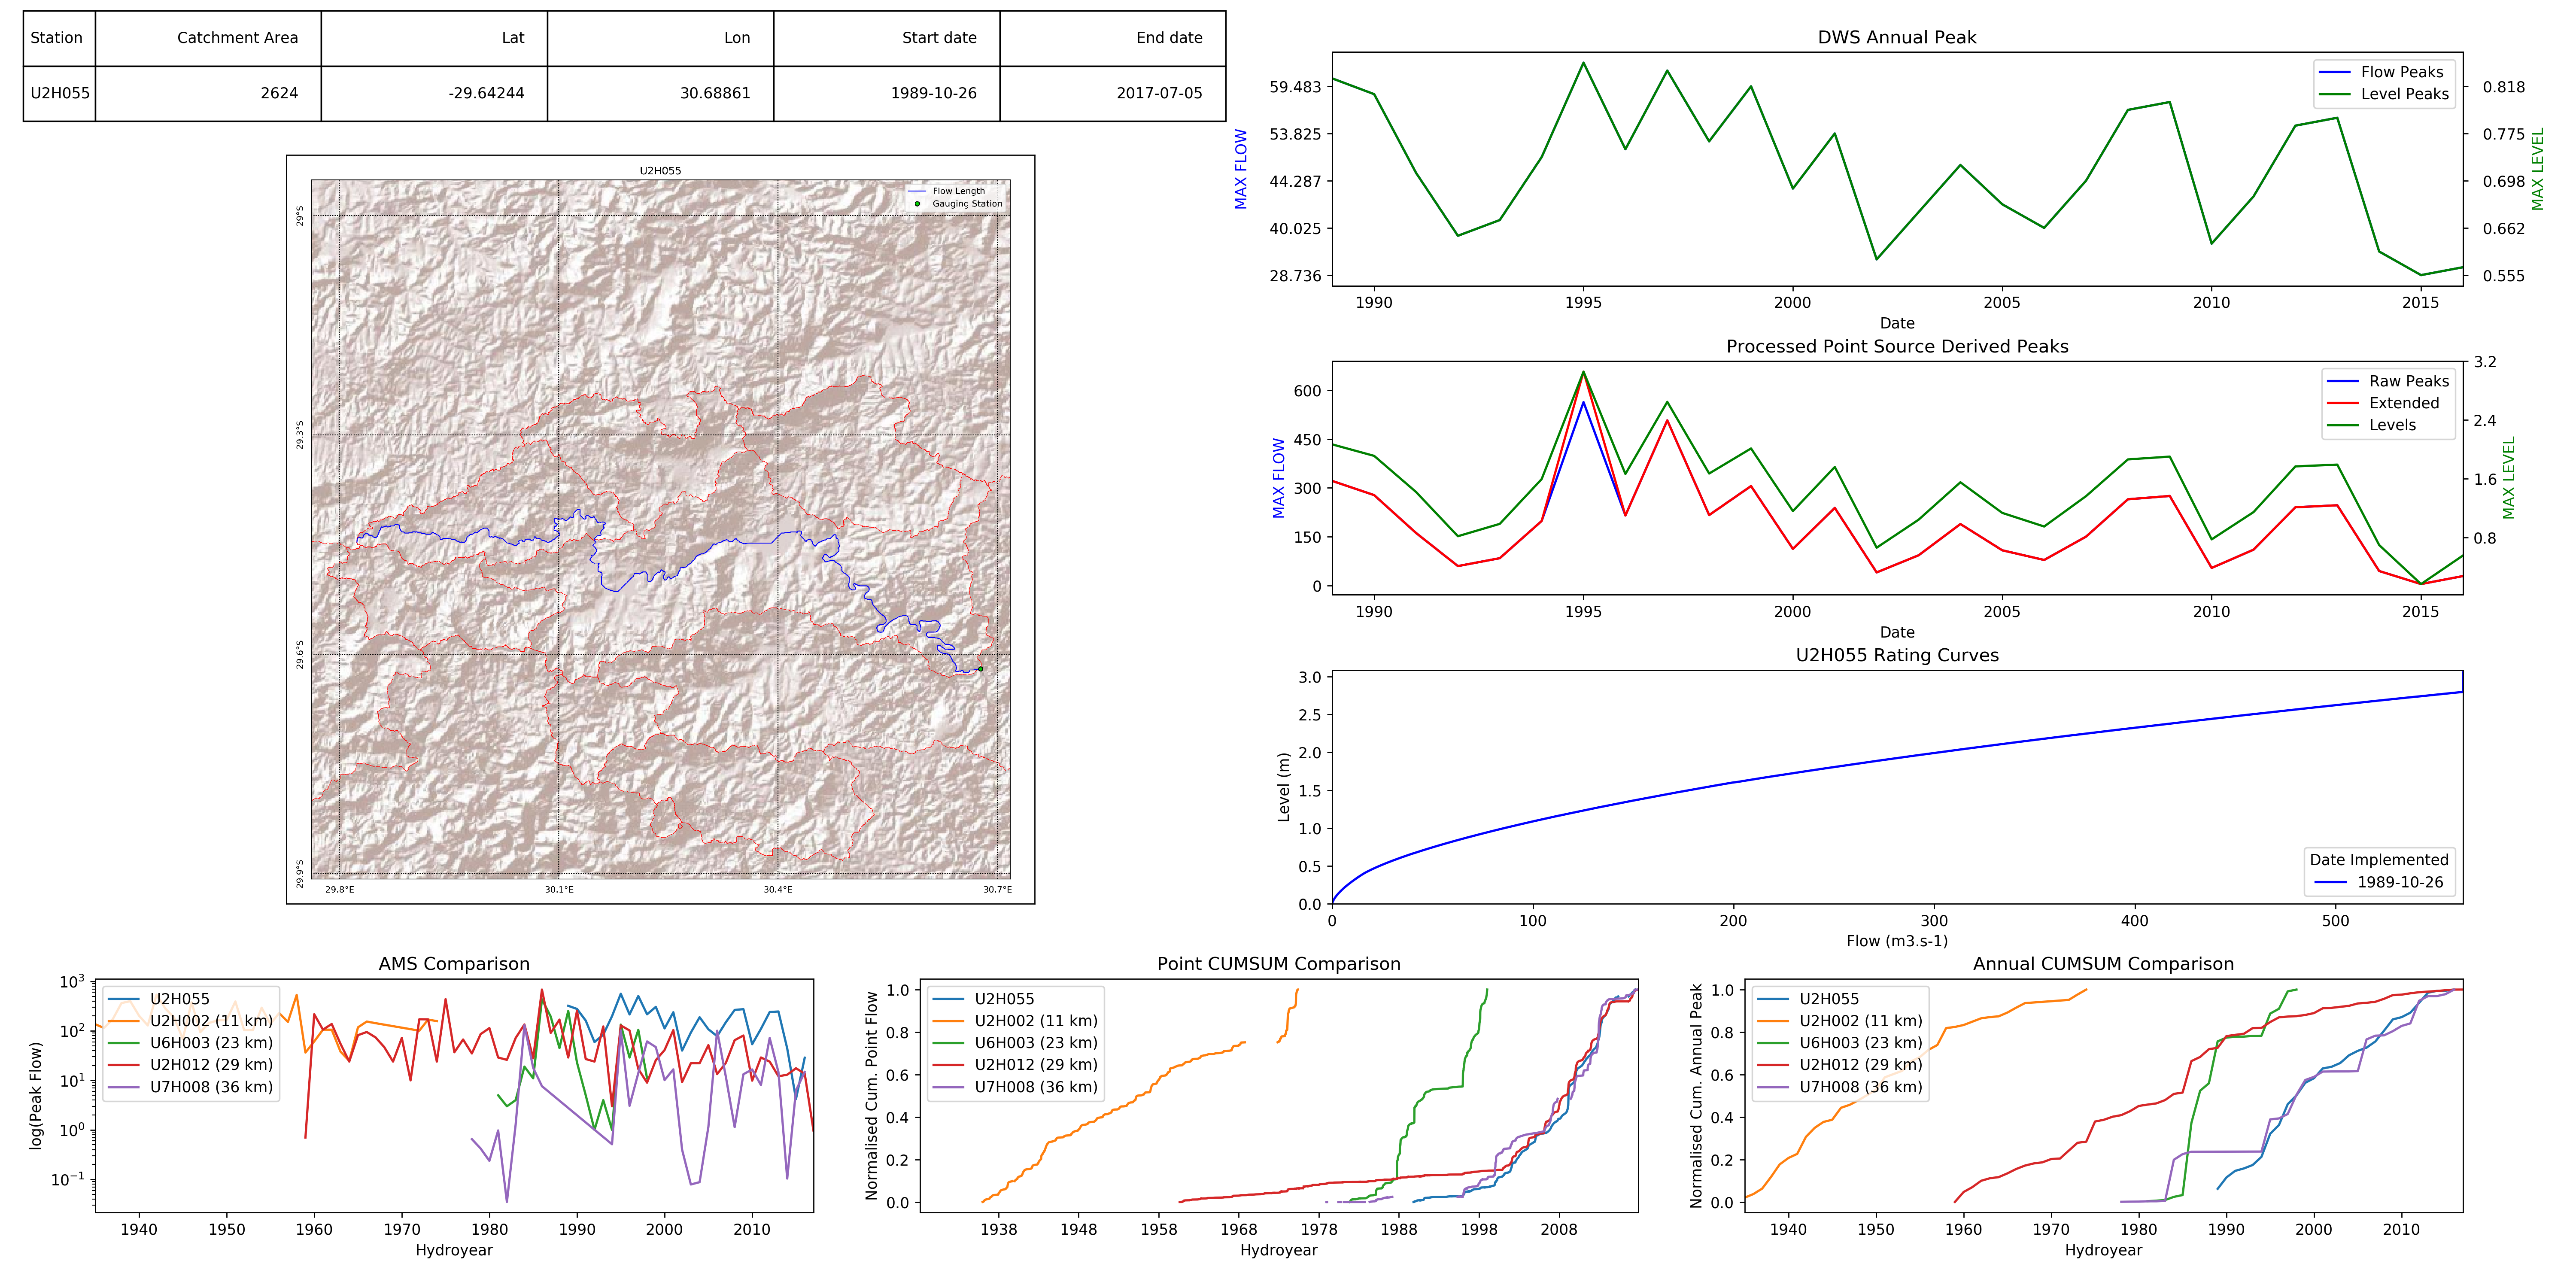 Station Catchment Area Lat Lon Start date End date
U2H055 2624 -29.64244 30.68861 1989-10-26 2017-07-05
U2H055
Flow Length
Gauging Station
29°S
29.3°S
29.6°S
29.9°S
29.8°E 30.1°E 30.4°E 30.7°E
DWS Annual Peak
Flow Peaks
Level Peaks
MAX FLOW
59.483
53.825
44.287
40.025
28.736
0.818
0.775
0.698
0.662
0.555
MAX LEVEL
1990 1995 2000 2005 2010 2015
Date
Processed Point Source Derived Peaks
Raw Peaks
Extended
Levels
MAX FLOW
600
450
300
150
0
3.2
2.4
1.6
0.8
MAX LEVEL
1990 1995 2000 2005 2010 2015
Date
U2H055 Rating Curves
Level (m)
3.0
2.5
2.0
1.5
1.0
0.5
0.0
Date Implemented
1989-10-26
0 100 200 300 400 500
Flow (m3.s-1)
AMS Comparison
log(Peak Flow)
10³
10²
10¹
10⁰
10⁻¹
U2H055
U2H002 (11 km)
U6H003 (23 km)
U2H012 (29 km)
U7H008 (36 km)
1940 1950 1960 1970 1980 1990 2000 2010
Hydroyear
Point CUMSUM Comparison
Normalised Cum. Point Flow
1.0
0.8
0.6
0.4
0.2
0.0
U2H055
U2H002 (11 km)
U6H003 (23 km)
U2H012 (29 km)
U7H008 (36 km)
1938 1948 1958 1968 1978 1988 1998 2008
Hydroyear
Annual CUMSUM Comparison
Normalised Cum. Annual Peak
1.0
0.8
0.6
0.4
0.2
0.0
U2H055
U2H002 (11 km)
U6H003 (23 km)
U2H012 (29 km)
U7H008 (36 km)
1940 1950 1960 1970 1980 1990 2000 2010
Hydroyear